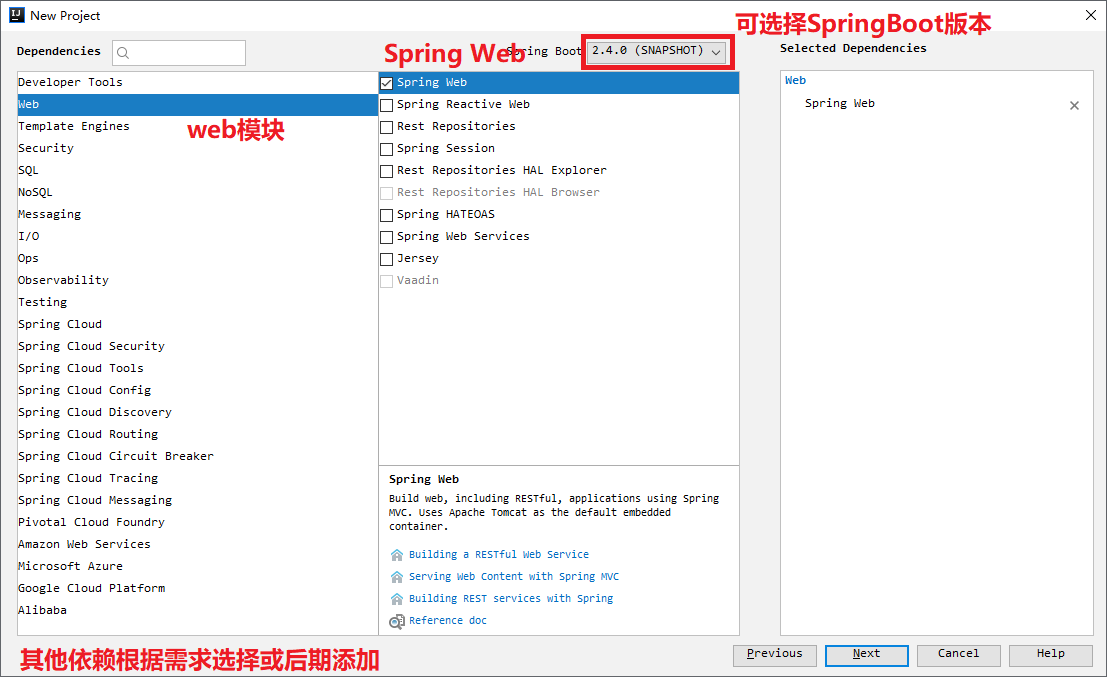 New Project
可选择SpringBoot版本
Dependencies
Spring Web
Spring Boot
2.4.0 (SNAPSHOT)
Selected Dependencies
Developer Tools
Web
web模块
Template Engines
Security
SQL
NoSQL
Messaging
I/O
Ops
Observability
Testing
Spring Cloud
Spring Cloud Security
Spring Cloud Tools
Spring Cloud Config
Spring Cloud Discovery
Spring Cloud Routing
Spring Cloud Circuit Breaker
Spring Cloud Tracing
Spring Cloud Messaging
Pivotal Cloud Foundry
Amazon Web Services
Microsoft Azure
Google Cloud Platform
Alibaba
Spring Web
Spring Reactive Web
Rest Repositories
Spring Session
Rest Repositories HAL Explorer
Rest Repositories HAL Browser
Spring HATEOAS
Spring Web Services
Jersey
Vaadin
Spring Web
Build web, including RESTful, applications using Spring
MVC. Uses Apache Tomcat as the default embedded
container.
Building a RESTful Web Service
Serving Web Content with Spring MVC
Building REST services with Spring
Reference doc
Web
Spring Web
其他依赖根据需求选择或后期添加
Previous
Next
Cancel
Help